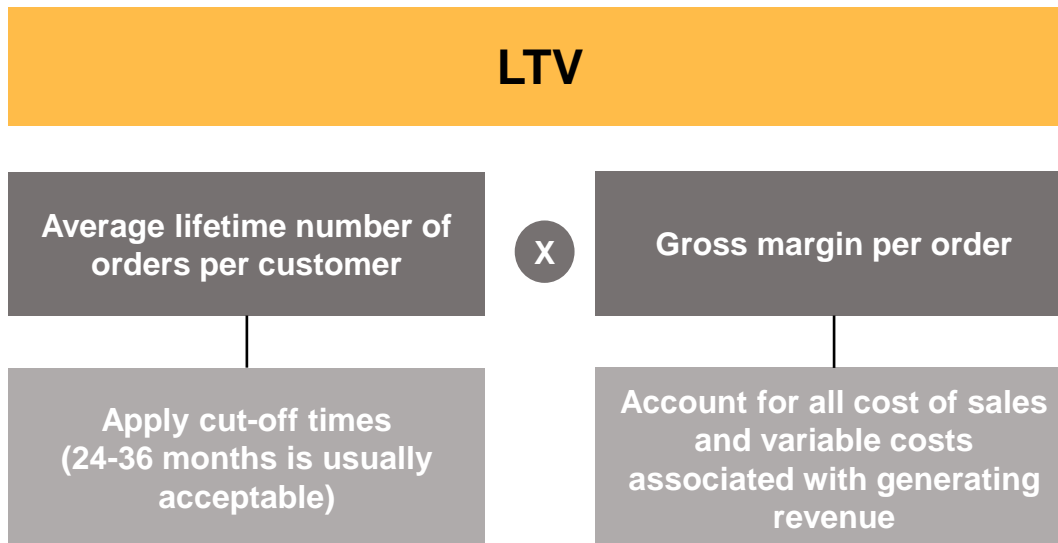 LTV
Average lifetime number of
orders per customer
X
Gross margin per order
Apply cut-off times
(24-36 months is usually
acceptable)
Account for all cost of sales
and variable costs
associated with generating
revenue